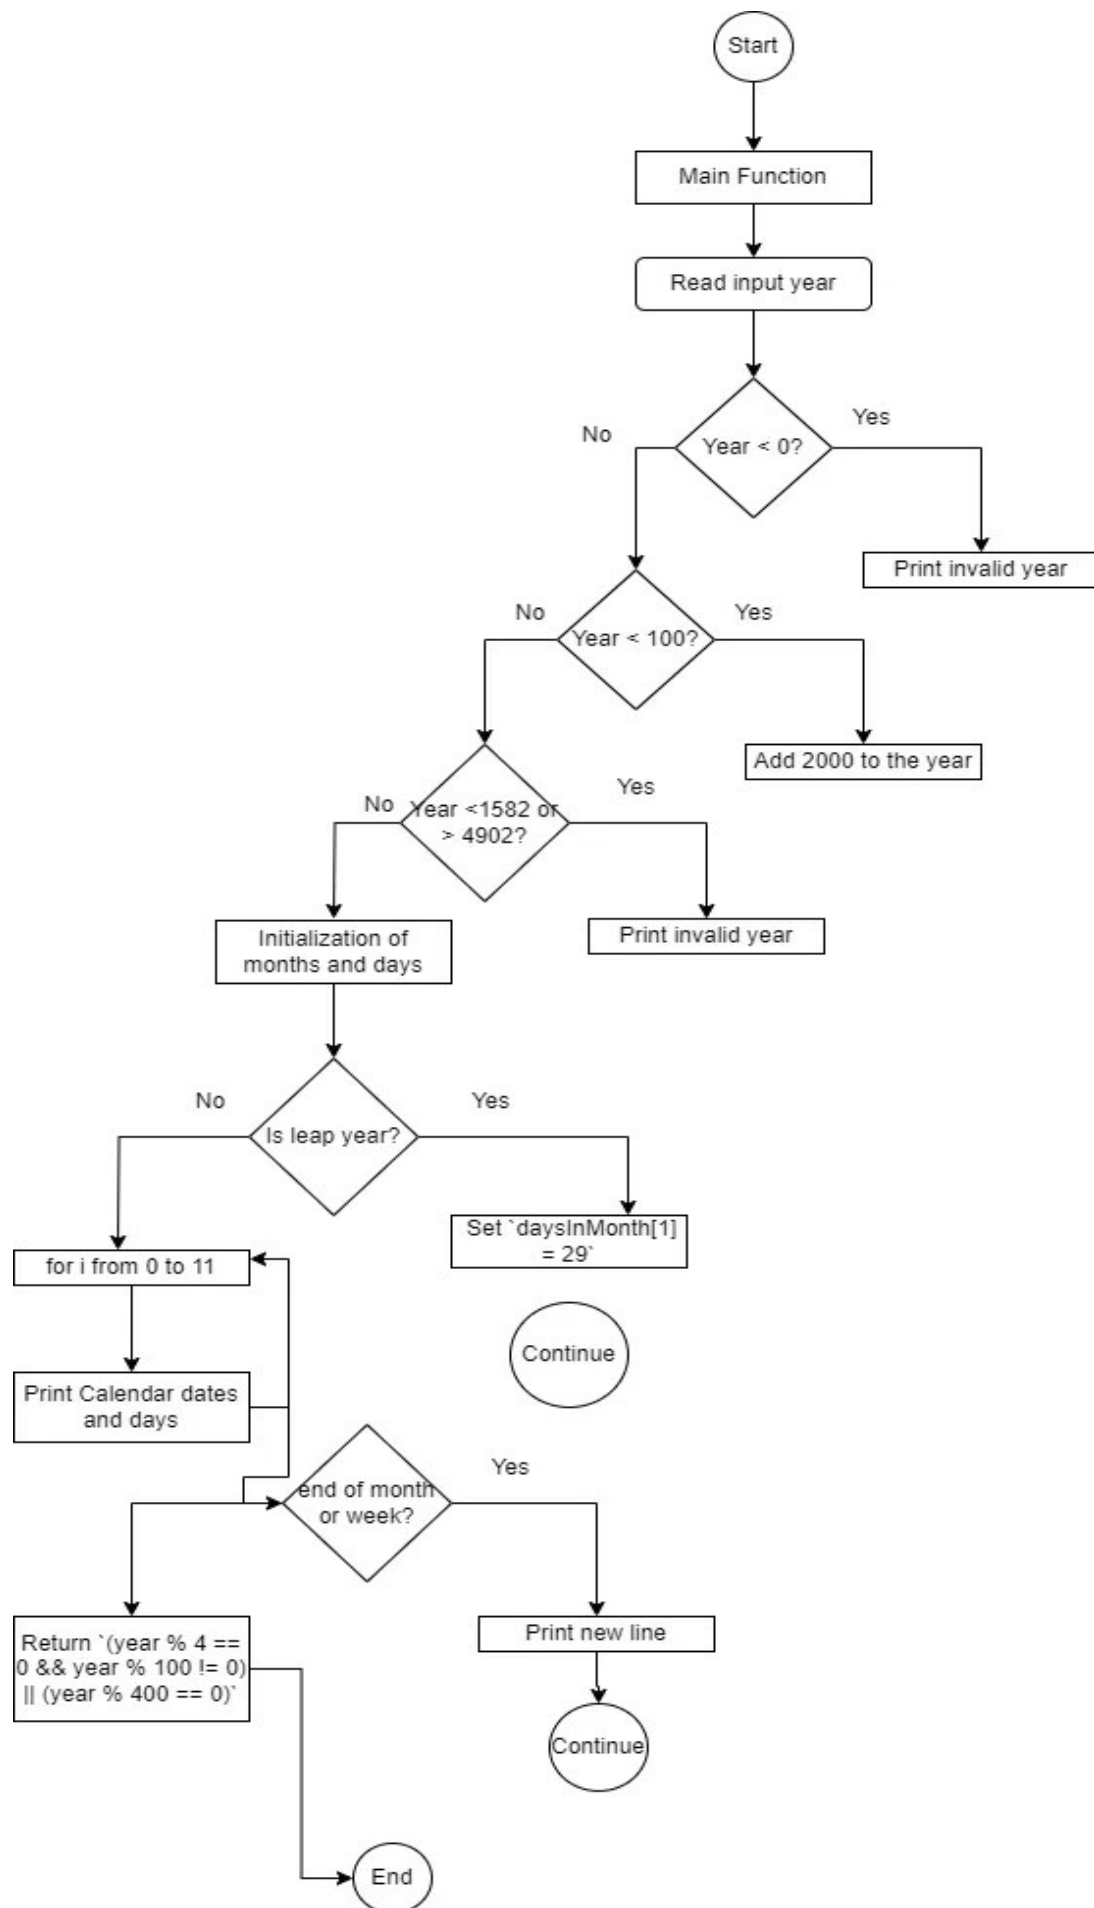 Start
Main Function
Read input year
Yes
No
Year < 0?
Print invalid year
No
Yes
Year < 100?
Add 2000 to the year
Yes
No
Year <1582 or
> 4902?
Print invalid year
Initialization of
months and days
No
Yes
Is leap year?
Set `daysInMonth[1]
= 29`
for i from 0 to 11
Continue
Print Calendar dates
and days
Yes
end of month
or week?
Return `(year % 4 ==
0 && year % 100 != 0)
|| (year % 400 == 0)`
Print new line
Continue
End